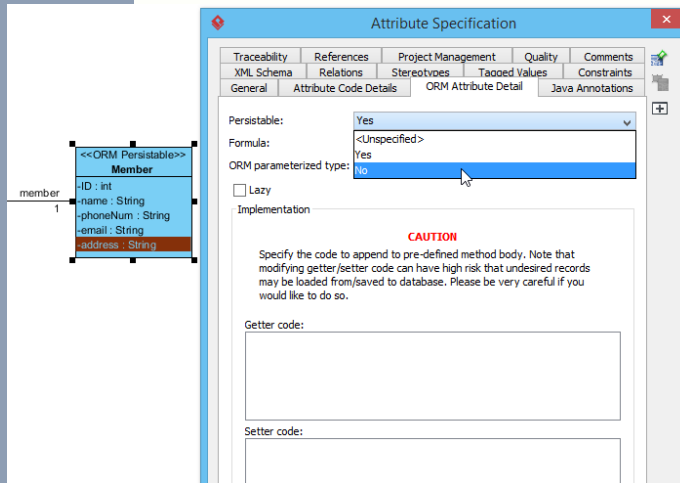 Attribute Specification
Traceability References Project Management Quality Comments
XML Schema Relations Stereotypes Tagged Values Constraints
General Attribute Code Details ORM Attribute Detail Java Annotations
Persistable: Yes
<Unspecified>
Formula:
Yes
ORM parameterized type: No
Lazy
Implementation
CAUTION
Specify the code to append to pre-defined method body. Note that
modifying getter/setter code can have high risk that undesired records
may be loaded from/saved to database. Please be very careful if you
would like to do so.
Getter code:
Setter code:
member
1
<<ORM Persistable>>
Member
-ID : int
-name : String
-phoneNum : String
-email : String
-address : String